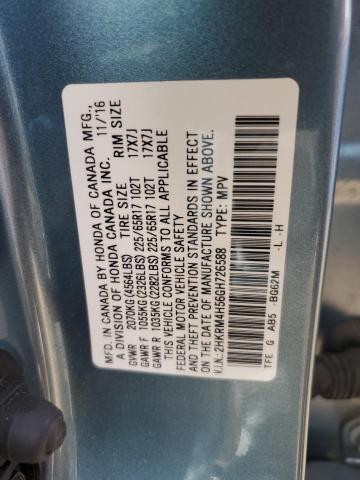 MFD. IN CANADA BY HONDA OF CANADA MFG.,
A DIVISION OF HONDA CANADA INC. 11/16
TIRE SIZE RIM SIZE
GVWR 2070KG(4564LBS)
GAWR F 1055KG(2326LBS) 225/65R17 102T 17X7J
GAWR R 1035KG(2282LBS) 225/65R17 102T 17X7J
THIS VEHICLE CONFORMS TO ALL APPLICABLE
FEDERAL MOTOR VEHICLE SAFETY
AND THEFT PREVENTION STANDARDS IN EFFECT
ON THE DATE OF MANUFACTURE SHOWN ABOVE.
V.I.N.:2HKRM4H56GH726588 TYPE: MPV
TFE G AB5 -BG62M -L -H